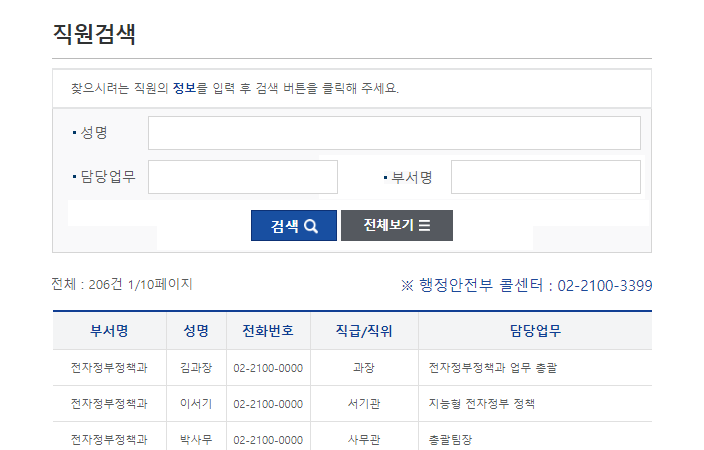 직원검색
찾으시려는 직원의 정보를 입력 후 검색 버튼을 클릭해 주세요.
성명
담당업무 부서명
검색 전체보기
전체 : 206건 1/10페이지 ※ 행정안전부 콜센터 : 02-2100-3399
부서명 성명 전화번호 직급/직위 담당업무
전자정부정책과 김과장 02-2100-0000 과장 전자정부정책과 업무 총괄
전자정부정책과 이서기 02-2100-0000 서기관 지능형 전자정부 정책
전자정부정책과 박사무 02-2100-0000 사무관 총괄팀장